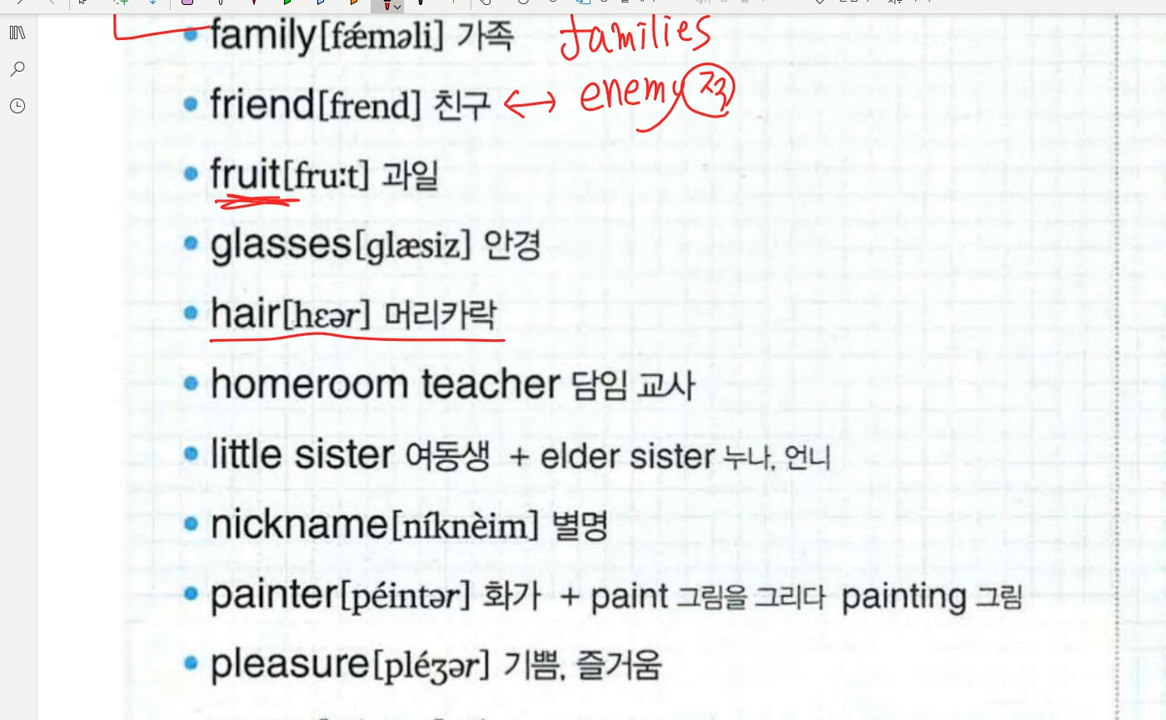 family[fǽməli] 가족 families
friend[frend] 친구 ↔ enemy 적
fruit[fruːt] 과일
glasses[glæsiz] 안경
hair[hɛər] 머리카락
homeroom teacher 담임 교사
little sister 여동생 + elder sister 누나, 언니
nickname[níknèim] 별명
painter[péintər] 화가 + paint 그림을 그리다 painting 그림
pleasure[pléʒər] 기쁨, 즐거움